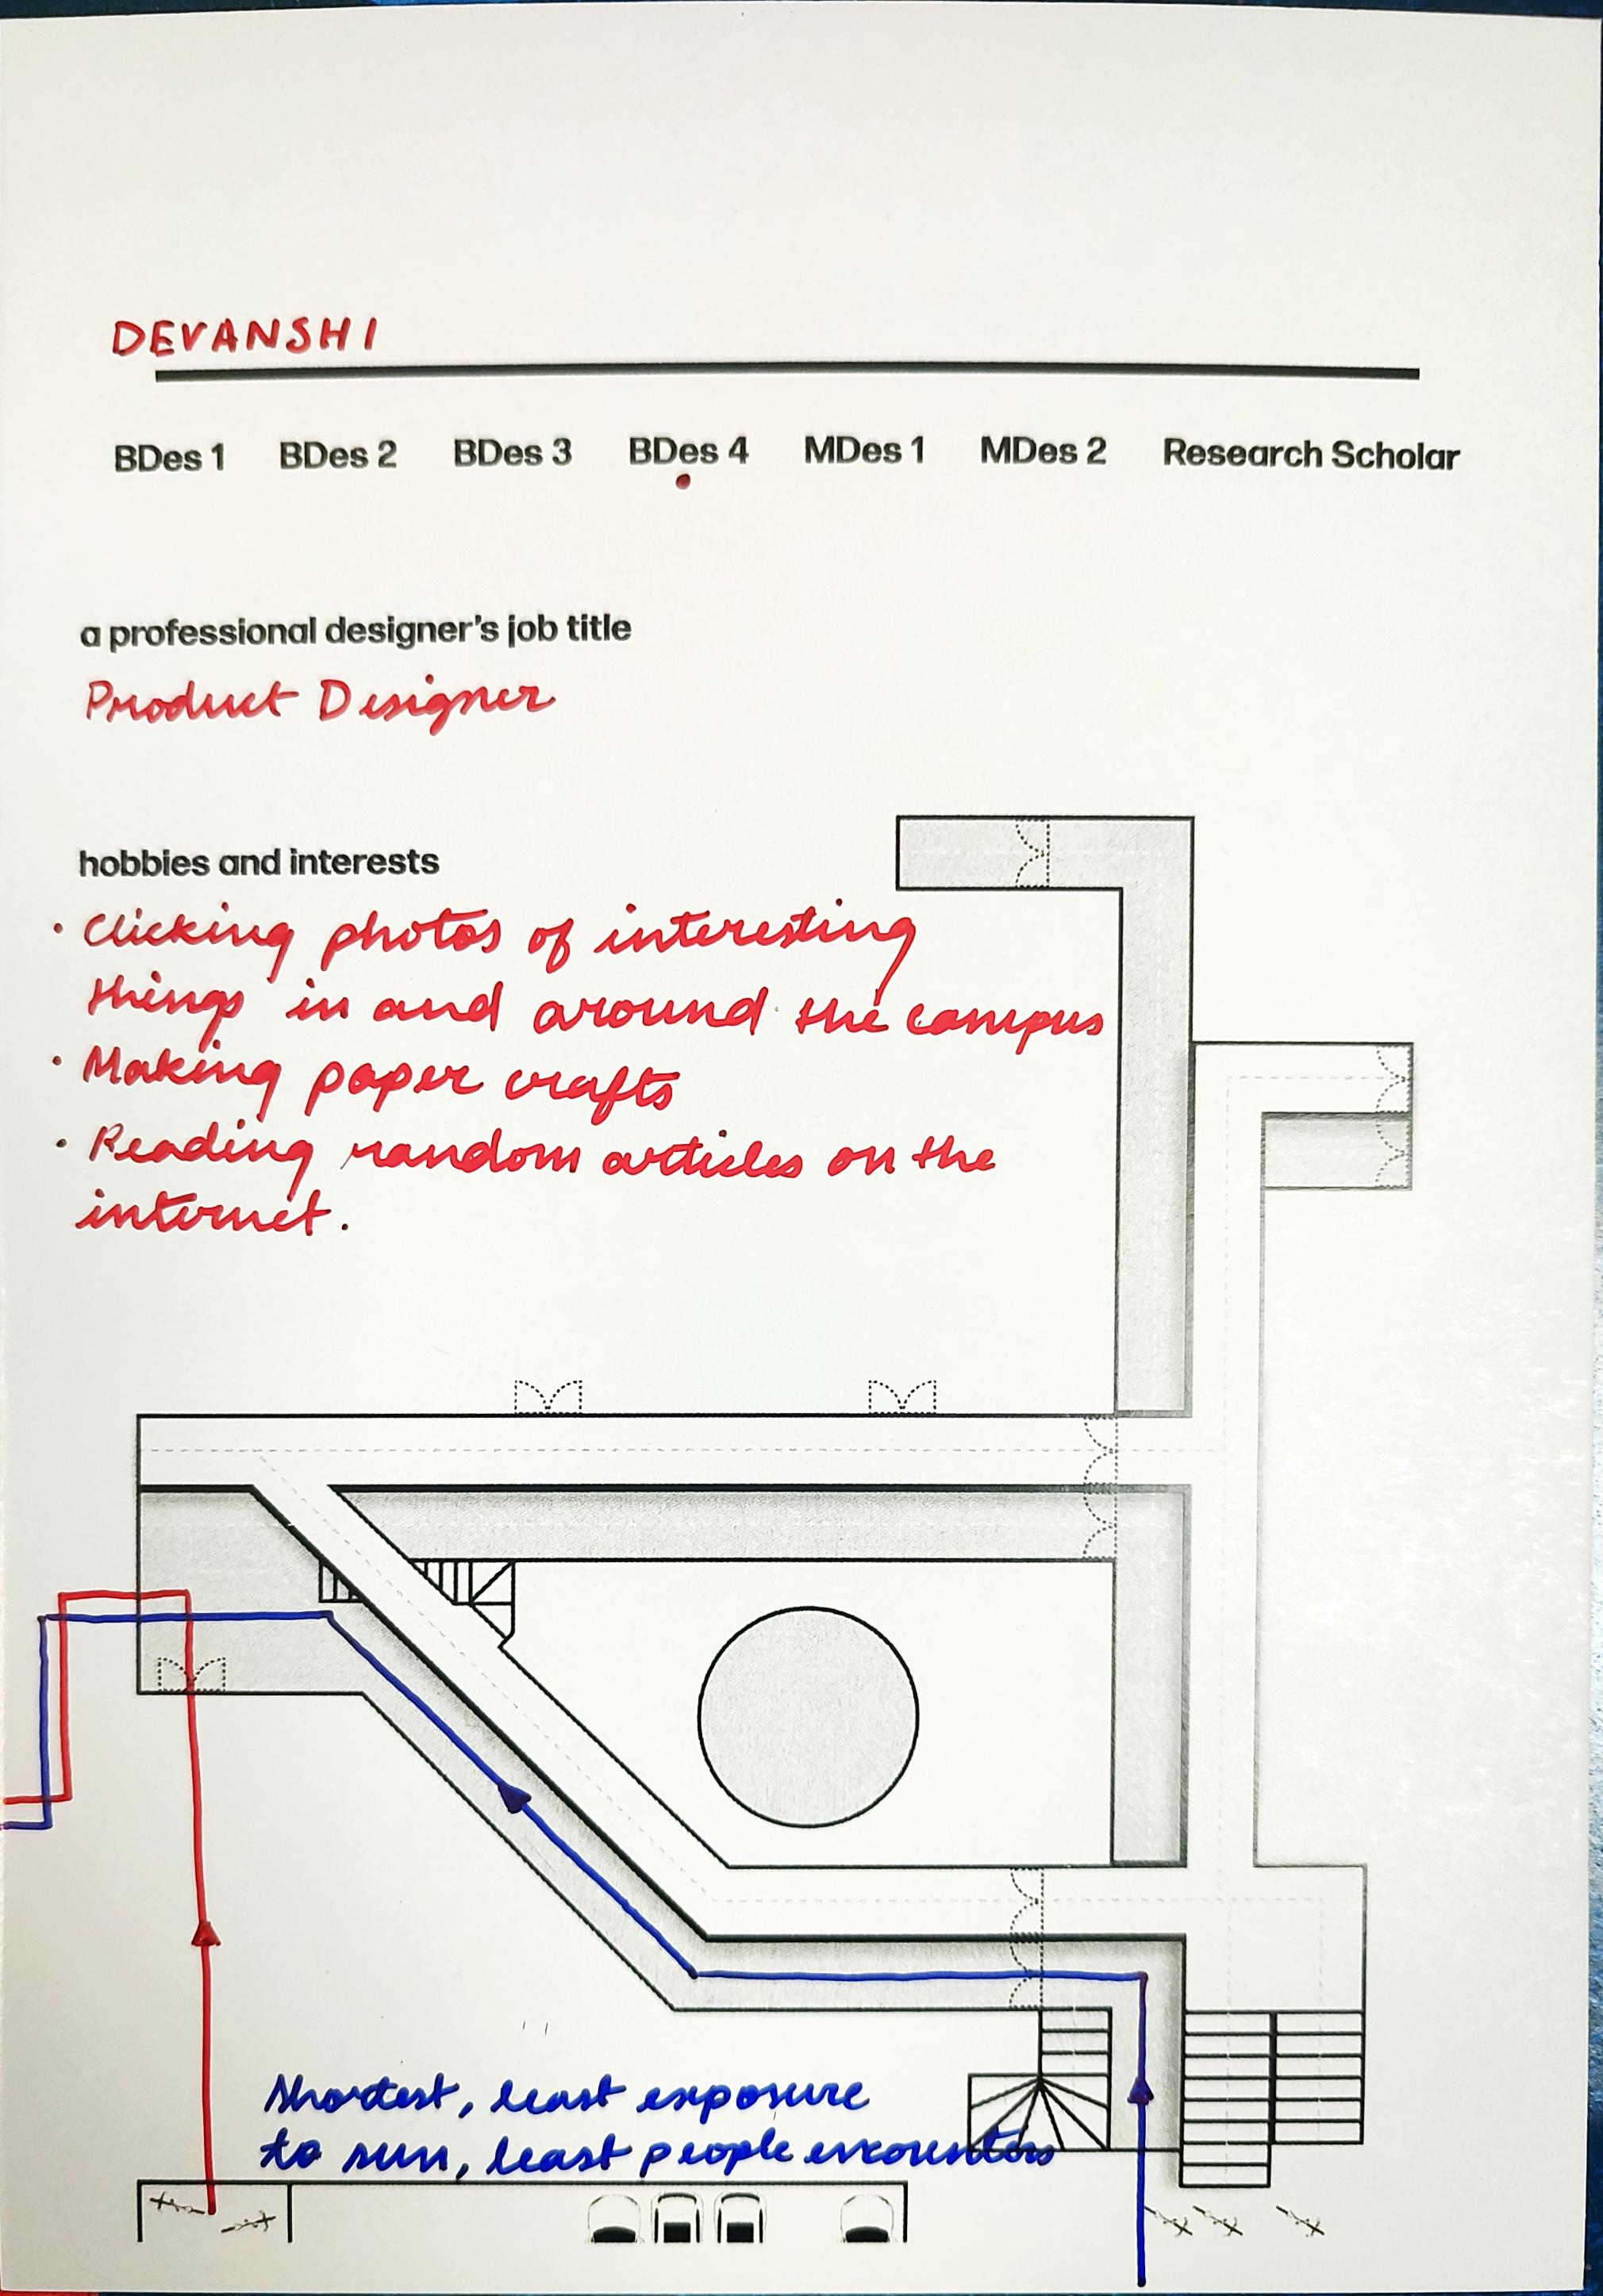 DEVANSHI
BDes 1 BDes 2 BDes 3 BDes 4 MDes 1 MDes 2 Research Scholar
a professional designer's job title
Product Designer
hobbies and interests
· Clicking photos of interesting
things in and around the campus
· Making paper crafts
· Reading random articles on the
internet.
Shortest, least exposure
to sun, least people encounters